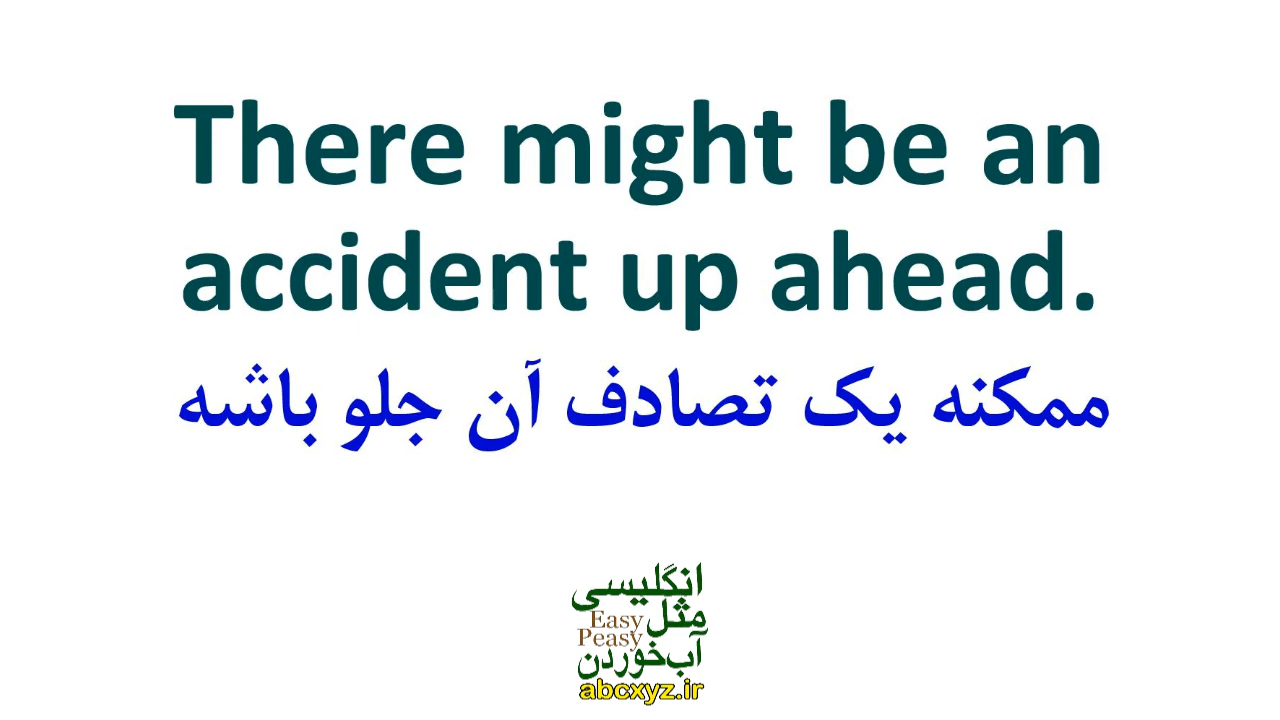 There might be an
accident up ahead.
ممکنه یک تصادف آن جلو باشه
انگلیسی
مثل
Easy
Peasy
آب‌خوردن
abcxyz.ir